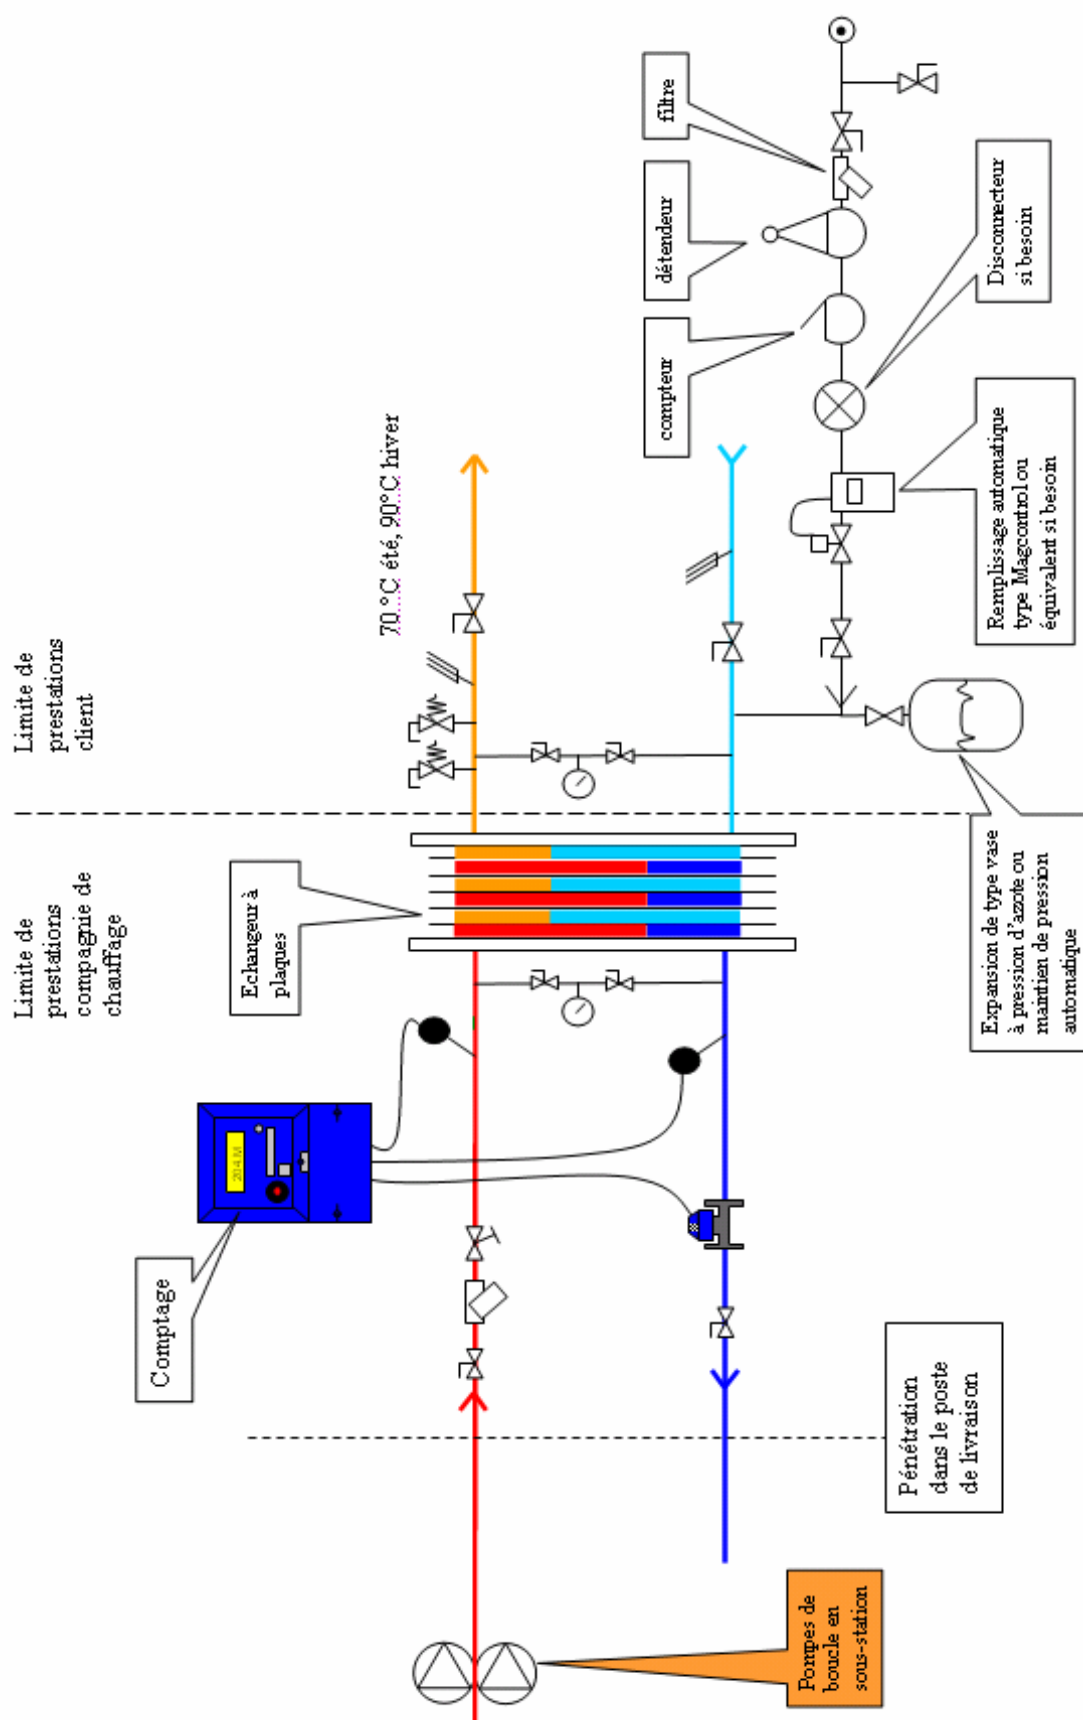 Limite de
prestations
compagnie de
chauffage
Limite de
prestations
client
Comptage
20.4.M
Echangeur à
plaques
70 °C été, 90°C hiver
compteur
détendeur
filtre
Pompes de
boucle en
sous-station
Pénétration
dans le poste
de livraison
Expansion de type vase
à pression d'azote ou
maintien de pression
automatique
Remplissage automatique
type Magcontrol ou
équivalent si besoin
Disconnecteur
si besoin